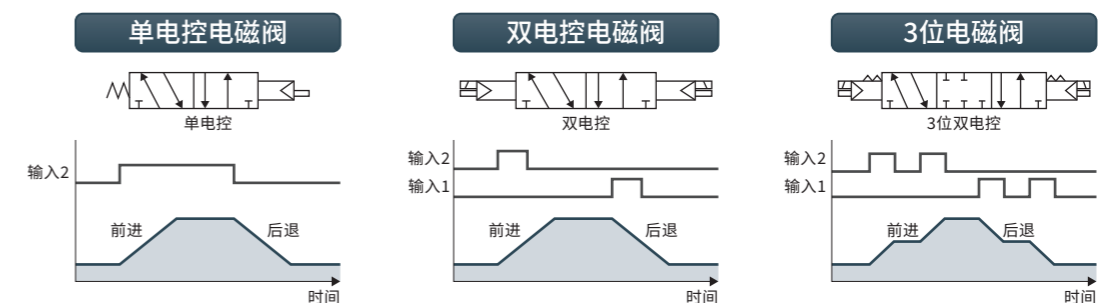 单电控电磁阀
单电控
输入2
前进
后退
时间
双电控电磁阀
双电控
输入2
输入1
前进
后退
时间
3位电磁阀
3位双电控
输入2
输入1
前进
后退
时间